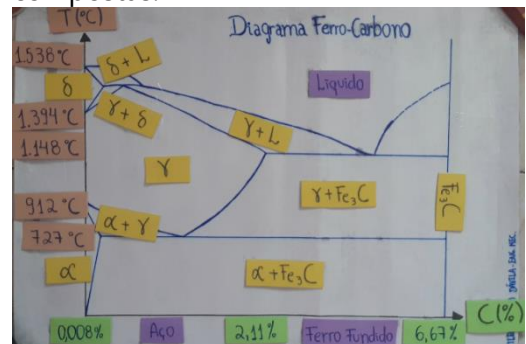 T(°C)
Diagrama Ferro-Carbono
1.538°C
δ+L
Líquido
δ
1.394°C
γ+δ
γ+L
1.148°C
γ
912°C
γ+Fe₃C
Fe₃C
α+γ
727°C
α
α+Fe₃C
C(%)
0,008%
Aço
2,11%
Ferro Fundido
6,67%